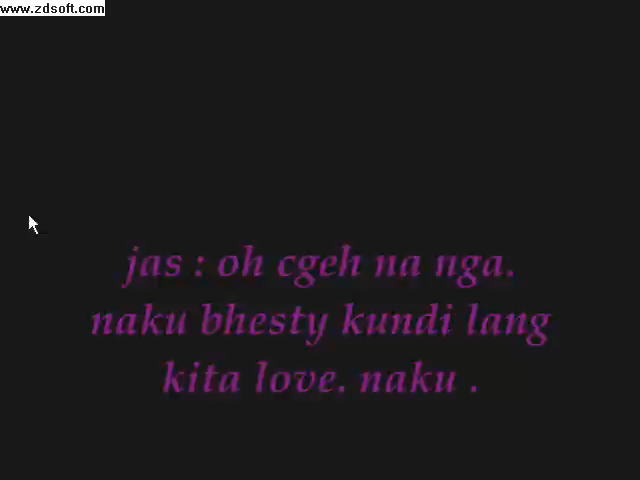 www.zdsoft.com
jas : oh cgeh na nga.
naku bhesty kundi lang
kita love. naku .